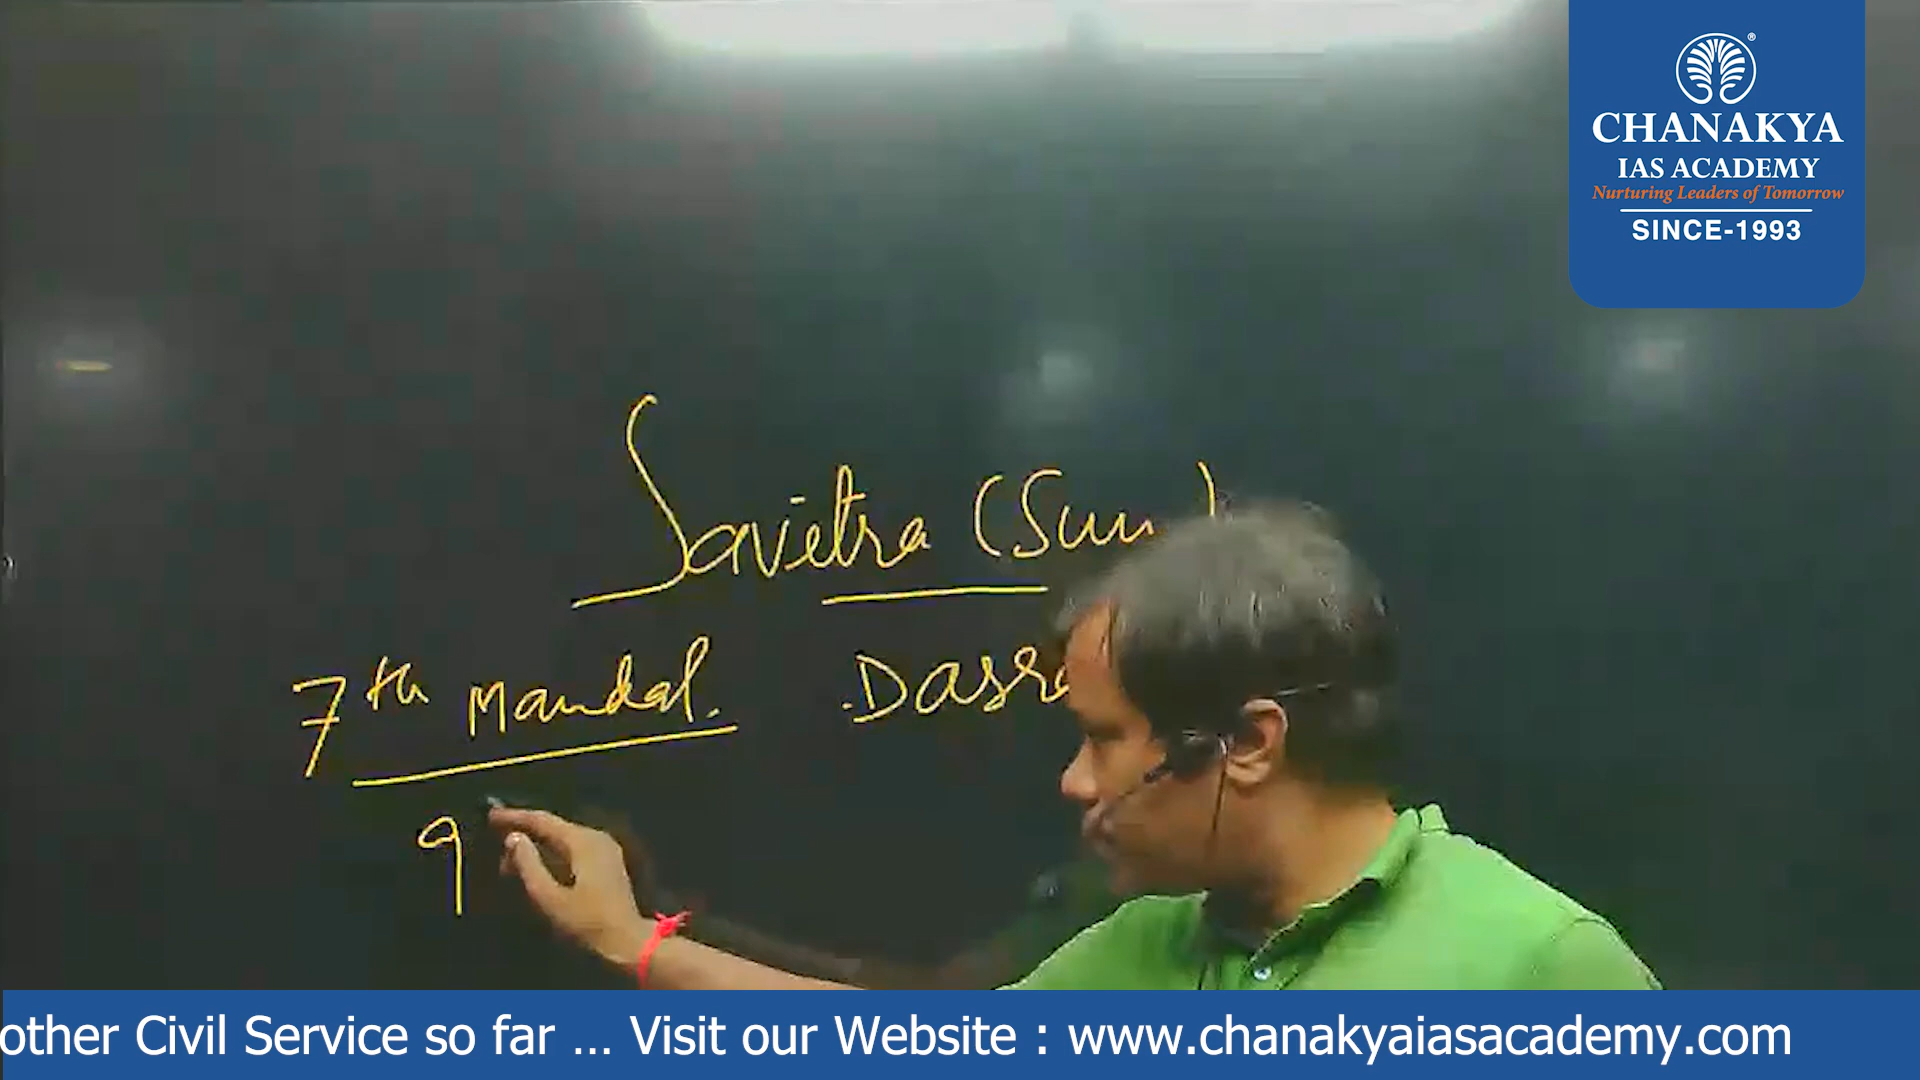 CHANAKYA
IAS ACADEMY
Nurturing Leaders of Tomorrow
SINCE-1993
Savitra (Sun)
7th Mandal.
9
other Civil Service so far ... Visit our Website : www.chanakyaiasacademy.com